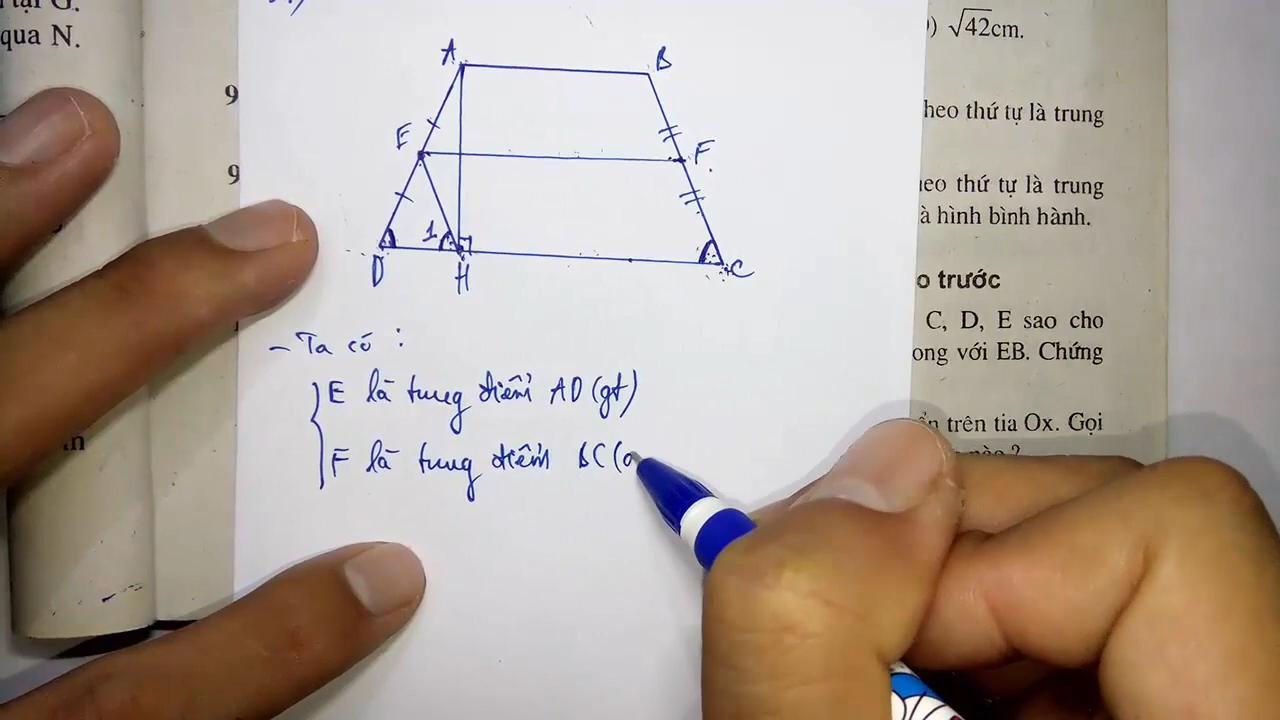 tại G.
qua N.
9
9
) √42cm.
heo thứ tự là trung
heo thứ tự là trung
à hình bình hành.
o trước
C, D, E sao cho
ong với EB. Chứng
ển trên tia Ox. Gọi
A B
E F
1
D H C
- Ta có :
E là trung điểm AD (gt)
F là trung điểm BC (